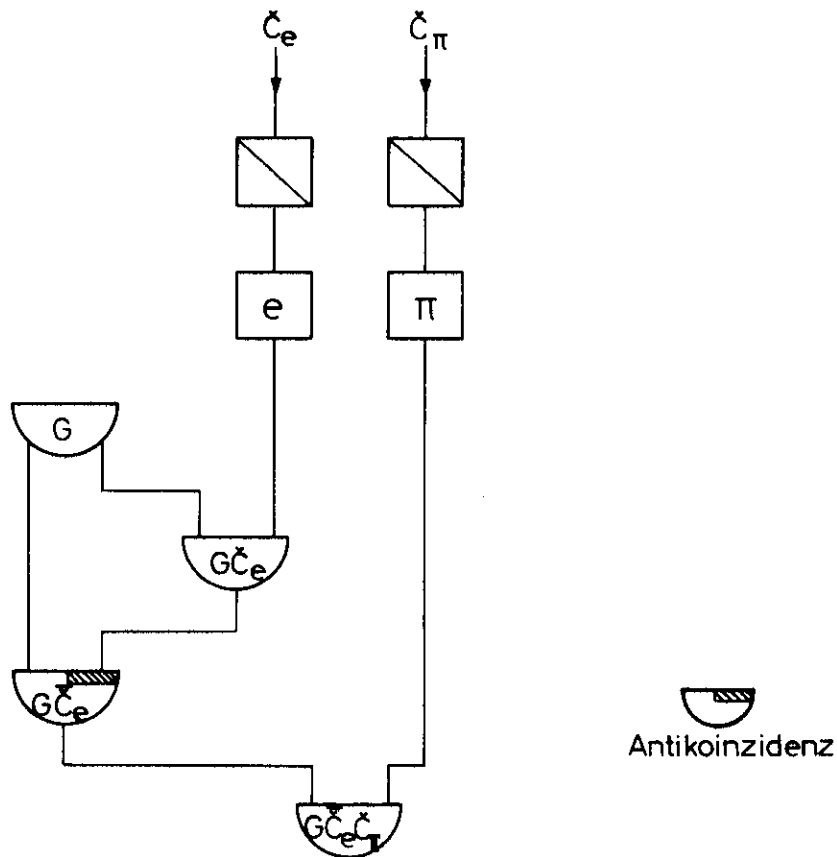 Č_e Č_π
e π
G
GČ_e
GČ̄_e
Antikoinzidenz
GČ̄_eČ_π